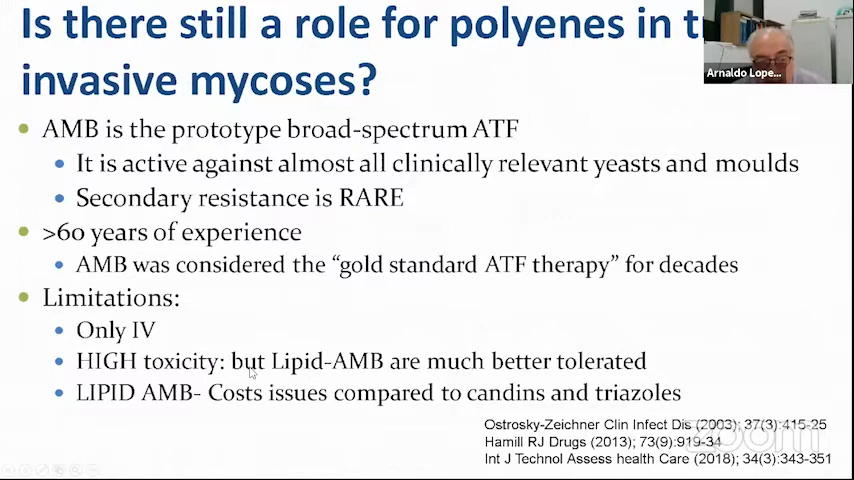 Is there still a role for polyenes in t
invasive mycoses?
Arnaldo Lope...
AMB is the prototype broad-spectrum ATF
It is active against almost all clinically relevant yeasts and moulds
Secondary resistance is RARE
>60 years of experience
AMB was considered the “gold standard ATF therapy” for decades
Limitations:
Only IV
HIGH toxicity: but Lipid-AMB are much better tolerated
LIPID AMB- Costs issues compared to candins and triazoles
Ostrosky-Zeichner Clin Infect Dis (2003); 37(3):415-25
Hamill RJ Drugs (2013); 73(9):919-34
zoom
Int J Technol Assess health Care (2018); 34(3):343-351